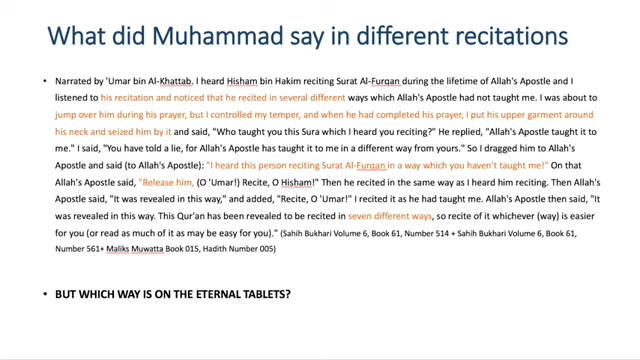 What did Muhammad say in different recitations
• Narrated by 'Umar bin Al-Khattab. I heard Hisham bin Hakim reciting Surat Al-Furqan during the lifetime of Allah's Apostle and I
listened to his recitation and noticed that he recited in several different ways which Allah's Apostle had not taught me. I was about to
jump over him during his prayer, but I controlled my temper, and when he had completed his prayer, I put his upper garment around
his neck and seized him by it and said, "Who taught you this Sura which I heard you reciting?" He replied, "Allah's Apostle taught it to
me." I said, "You have told a lie, for Allah's Apostle has taught it to me in a different way from yours." So I dragged him to Allah's
Apostle and said (to Allah's Apostle): "I heard this person reciting Surat Al-Furqan in a way which you haven't taught me!" On that
Allah's Apostle said, "Release him, (O 'Umar!) Recite, O Hisham!" Then he recited in the same way as I heard him reciting. Then Allah's
Apostle said, "It was revealed in this way," and added, "Recite, O 'Umar!" I recited it as he had taught me. Allah's Apostle then said, "It
was revealed in this way. This Qur'an has been revealed to be recited in seven different ways, so recite of it whichever (way) is easier
for you (or read as much of it as may be easy for you)." (Sahih Bukhari Volume 6, Book 61, Number 514 + Sahih Bukhari Volume 6, Book 61,
Number 561+ Maliks Muwatta Book 015, Hadith Number 005)
• BUT WHICH WAY IS ON THE ETERNAL TABLETS?